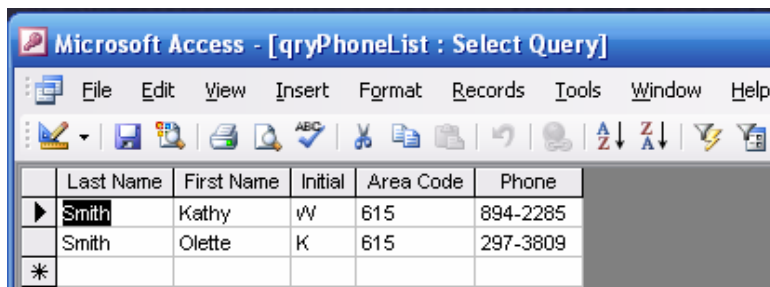 Microsoft Access - [qryPhoneList : Select Query]
File Edit View Insert Format Records Tools Window Help
ABC A Z Z A
Last Name First Name Initial Area Code Phone
Smith Kathy W 615 894-2285
Smith Olette K 615 297-3809